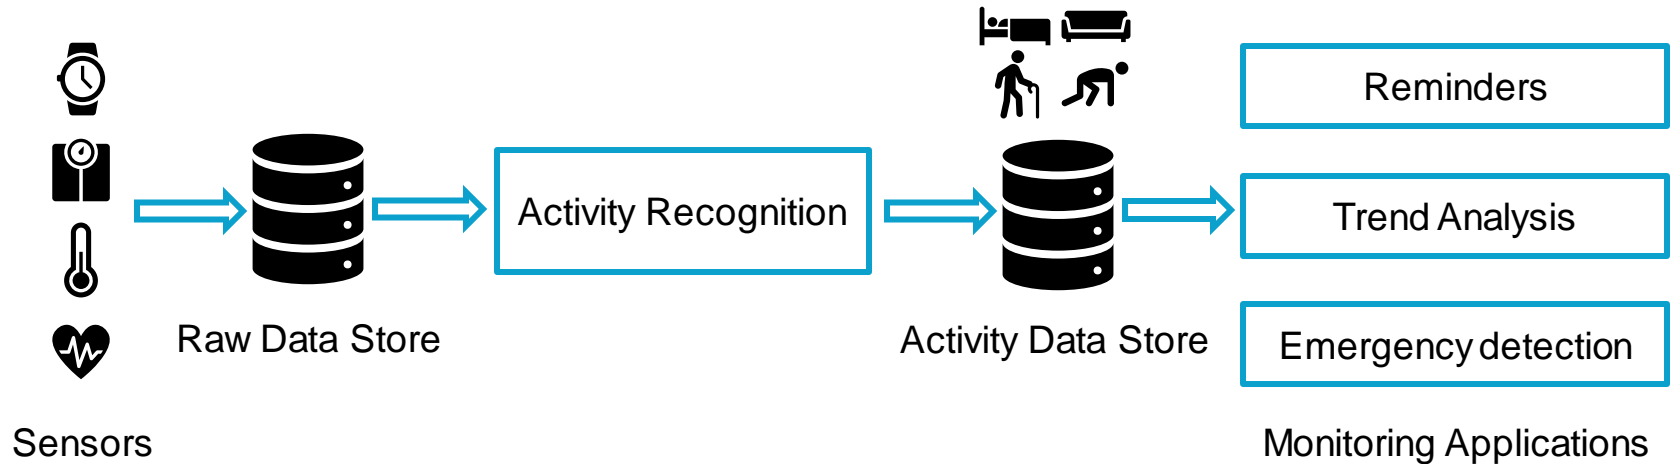 Reminders
Activity Recognition
Trend Analysis
Raw Data Store
Activity Data Store
Emergency detection
Sensors
Monitoring Applications